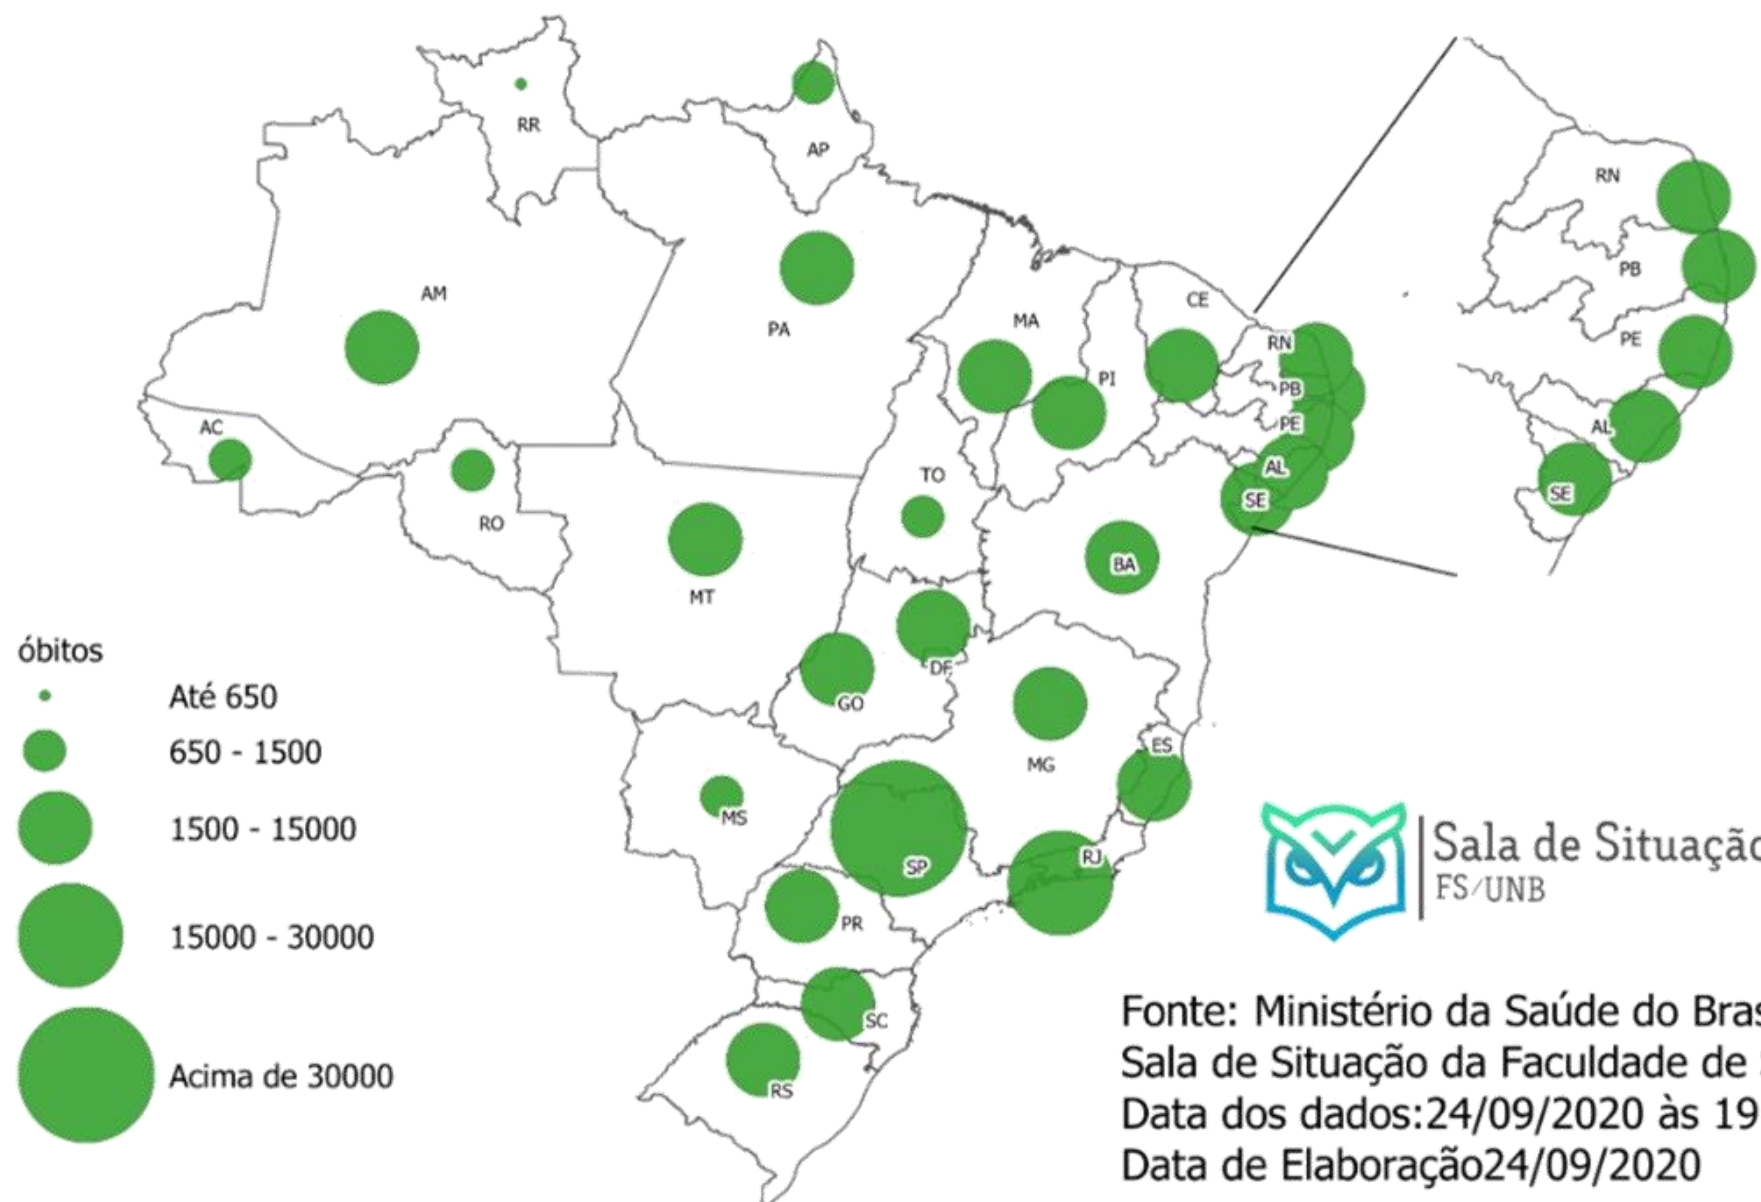 RR
AP
RN
AM
PB
CE
PA
MA
RN
PE
PI
PB
AC
PE
AL
TO
AL
SE
SE
RO
BA
MT
DF
GO
óbitos
Até 650
650 - 1500
1500 - 15000
15000 - 30000
Acima de 30000
ES
MG
MS
RJ
SP
PR
SC
RS
Sala de Situação
FS/UNB
Fonte: Ministério da Saúde do
Sala de Situação da Faculdade de
Data dos dados:24/09/2020 às 19
Data de Elaboração24/09/2020